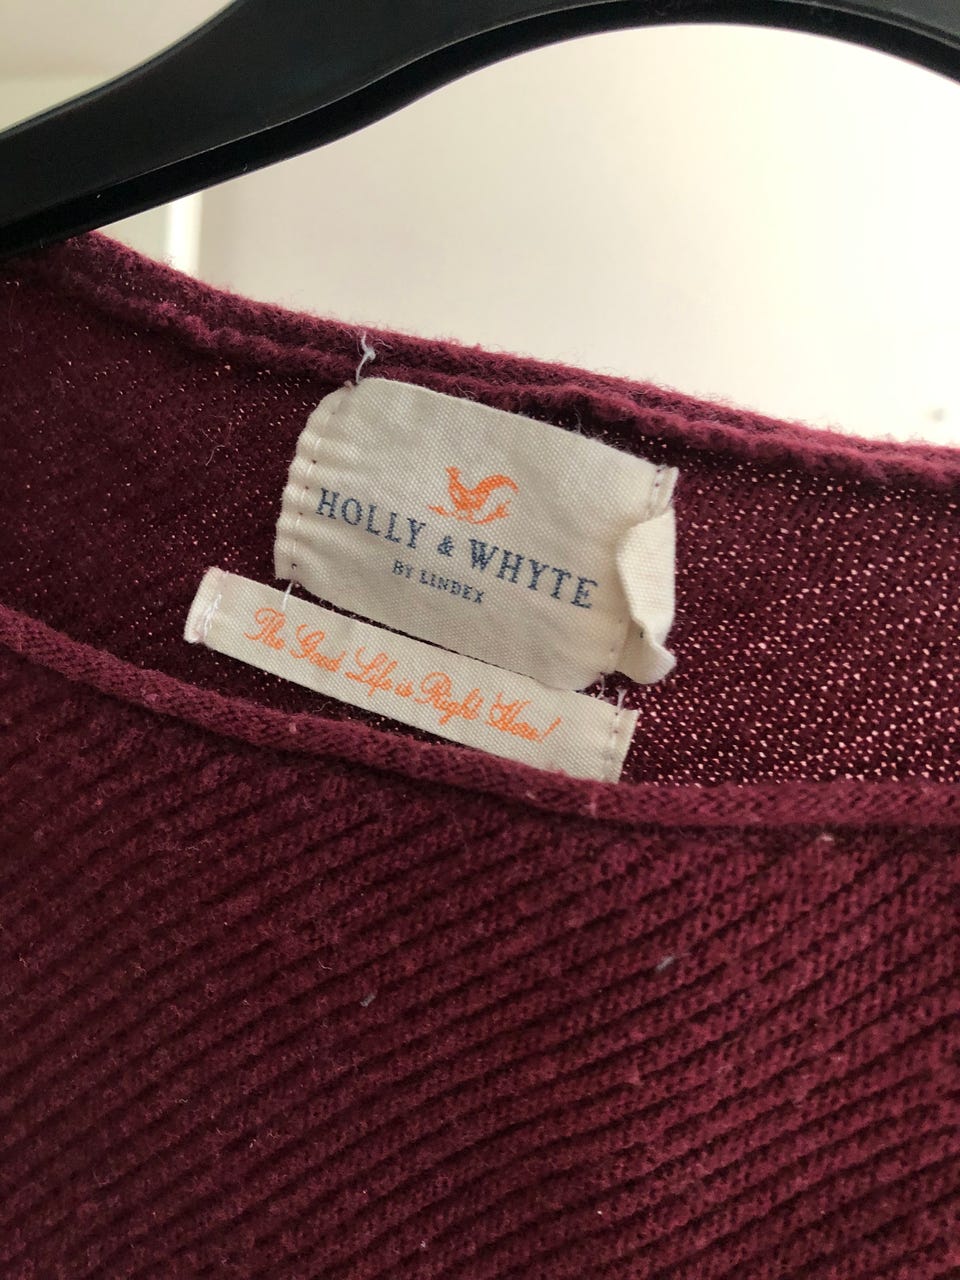 HOLLY & WHYTE
BY LINDEX
The Good Life is Right Here!